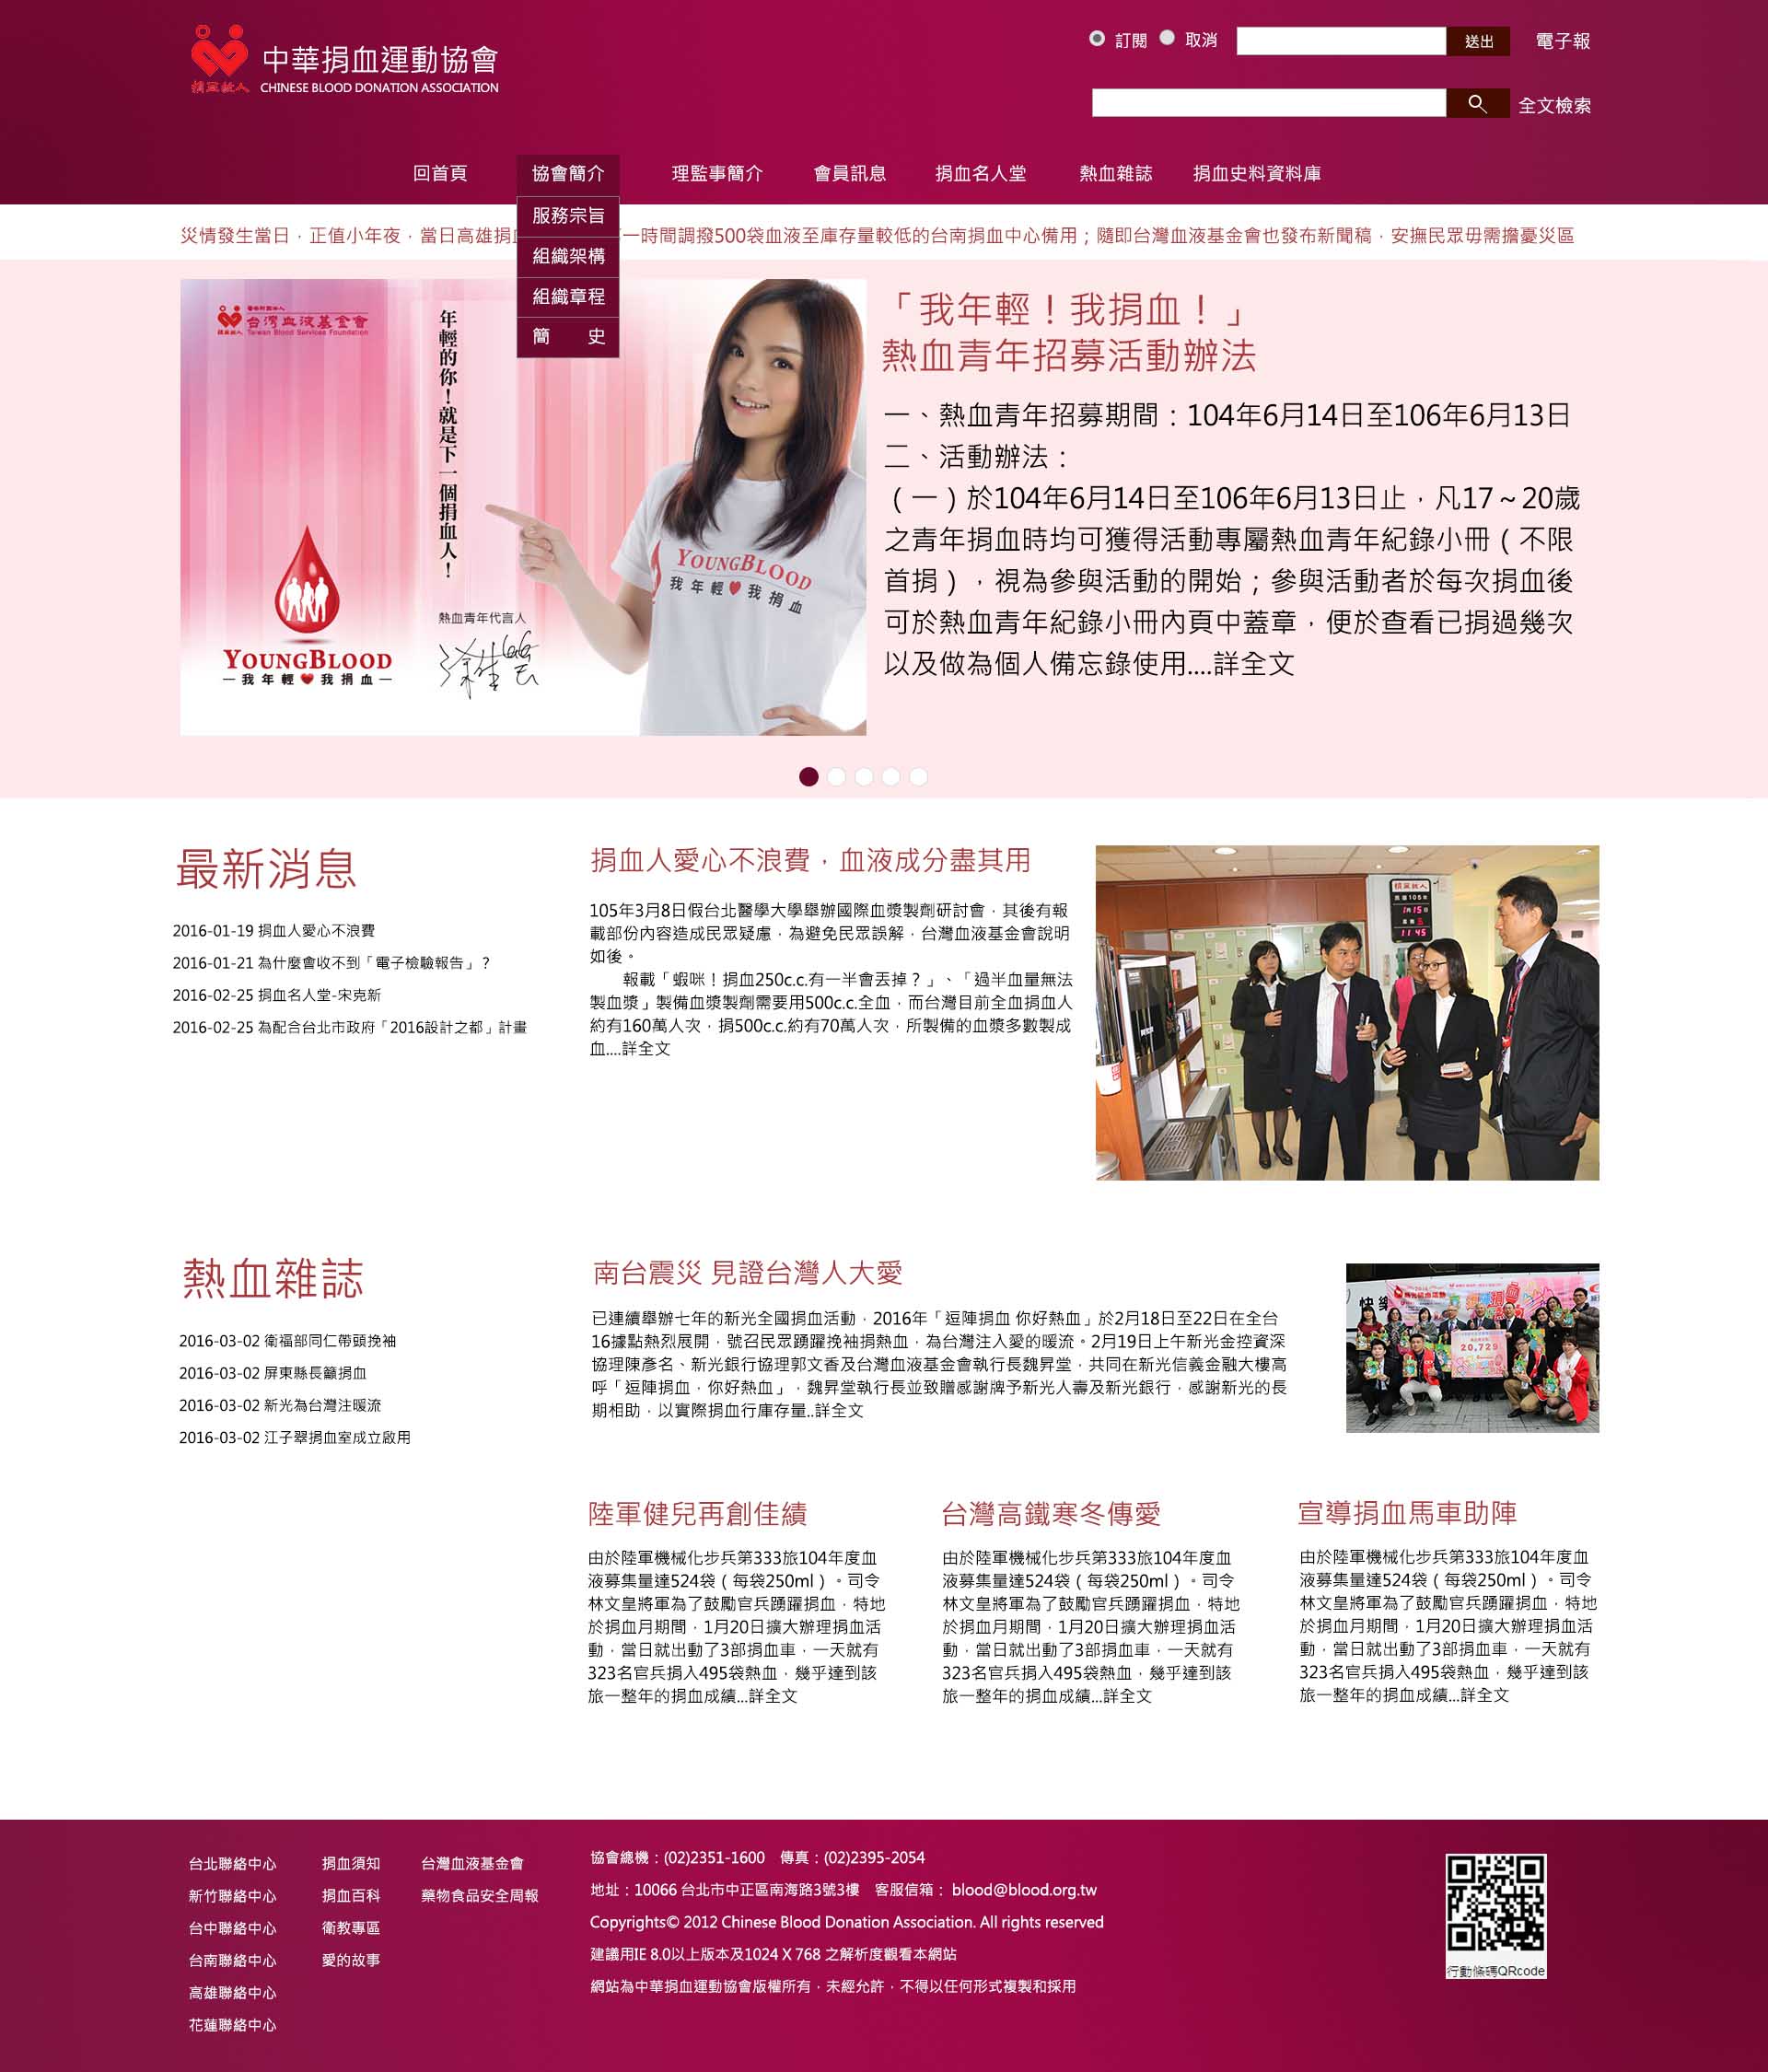 捐血救人
中華捐血運動協會
CHINESE BLOOD DONATION ASSOCIATION
訂閱 取消 送出 電子報
全文檢索
回首頁 協會簡介 理監事簡介 會員訊息 捐血名人堂 熱血雜誌 捐血史料資料庫
服務宗旨
組織架構
組織章程
簡 史
災情發生當日，正值小年夜，當日高雄捐 一時間調撥500袋血液至庫存量較低的台南捐血中心備用；隨即台灣血液基金會也發布新聞稿，安撫民眾毋需擔憂災區
醫療財團法人
台灣血液基金會
Taiwan Blood Services Foundation
捐血救人
年輕的你！就是下一個捐血人！
YOUNGBLOOD
我年輕 我捐血
熱血青年代言人
YOUNGBLOOD
我年輕 我捐血
「我年輕！我捐血！」
熱血青年招募活動辦法
一、熱血青年招募期間：104年6月14日至106年6月13日
二、活動辦法：
（一）於104年6月14日至106年6月13日止，凡17～20歲
之青年捐血時均可獲得活動專屬熱血青年紀錄小冊（不限
首捐），視為參與活動的開始；參與活動者於每次捐血後
可於熱血青年紀錄小冊內頁中蓋章，便於查看已捐過幾次
以及做為個人備忘錄使用....詳全文
最新消息
2016-01-19 捐血人愛心不浪費
2016-01-21 為什麼會收不到「電子檢驗報告」？
2016-02-25 捐血名人堂-宋克新
2016-02-25 為配合台北市政府「2016設計之都」計畫
捐血人愛心不浪費，血液成分盡其用
105年3月8日假台北醫學大學舉辦國際血漿製劑研討會，其後有報
載部份內容造成民眾疑慮，為避免民眾誤解，台灣血液基金會說明
如後。
報載「蝦咪！捐血250c.c.有一半會丟掉？」、「過半血量無法
製血漿」製備血漿製劑需要用500c.c.全血，而台灣目前全血捐血人
約有160萬人次，捐500c.c.約有70萬人次，所製備的血漿多數製成
血....詳全文
捐血救人
民國105年
1月15日
11 45
熱血雜誌
2016-03-02 衛福部同仁帶頭挽袖
2016-03-02 屏東縣長籲捐血
2016-03-02 新光為台灣注暖流
2016-03-02 江子翠捐血室成立啟用
南台震災 見證台灣人大愛
已連續舉辦七年的新光全國捐血活動，2016年「逗陣捐血 你好熱血」於2月18日至22日在全台
16據點熱烈展開，號召民眾踴躍挽袖捐熱血，為台灣注入愛的暖流。2月19日上午新光金控資深
協理陳彥名、新光銀行協理郭文香及台灣血液基金會執行長魏昇堂，共同在新光信義金融大樓高
呼「逗陣捐血，你好熱血」，魏昇堂執行長並致贈感謝牌予新光人壽及新光銀行，感謝新光的長
期相助，以實際捐血行庫存量..詳全文
快樂
20,725
陸軍健兒再創佳績
由於陸軍機械化步兵第333旅104年度血
液募集量達524袋（每袋250ml）。司令
林文皇將軍為了鼓勵官兵踴躍捐血，特地
於捐血月期間，1月20日擴大辦理捐血活
動，當日就出動了3部捐血車，一天就有
323名官兵捐入495袋熱血，幾乎達到該
旅一整年的捐血成績...詳全文
台灣高鐵寒冬傳愛
由於陸軍機械化步兵第333旅104年度血
液募集量達524袋（每袋250ml）。司令
林文皇將軍為了鼓勵官兵踴躍捐血，特地
於捐血月期間，1月20日擴大辦理捐血活
動，當日就出動了3部捐血車，一天就有
323名官兵捐入495袋熱血，幾乎達到該
旅一整年的捐血成績...詳全文
宣導捐血馬車助陣
由於陸軍機械化步兵第333旅104年度血
液募集量達524袋（每袋250ml）。司令
林文皇將軍為了鼓勵官兵踴躍捐血，特地
於捐血月期間，1月20日擴大辦理捐血活
動，當日就出動了3部捐血車，一天就有
323名官兵捐入495袋熱血，幾乎達到該
旅一整年的捐血成績...詳全文
台北聯絡中心
新竹聯絡中心
台中聯絡中心
台南聯絡中心
高雄聯絡中心
花蓮聯絡中心
捐血須知
捐血百科
衛教專區
愛的故事
台灣血液基金會
藥物食品安全周報
協會總機：(02)2351-1600 傳真：(02)2395-2054
地址：10066 台北市中正區南海路3號3樓 客服信箱： blood@blood.org.tw
Copyrights© 2012 Chinese Blood Donation Association. All rights reserved
建議用IE 8.0以上版本及1024 X 768 之解析度觀看本網站
網站為中華捐血運動協會版權所有，未經允許，不得以任何形式複製和採用
行動條碼QRcode